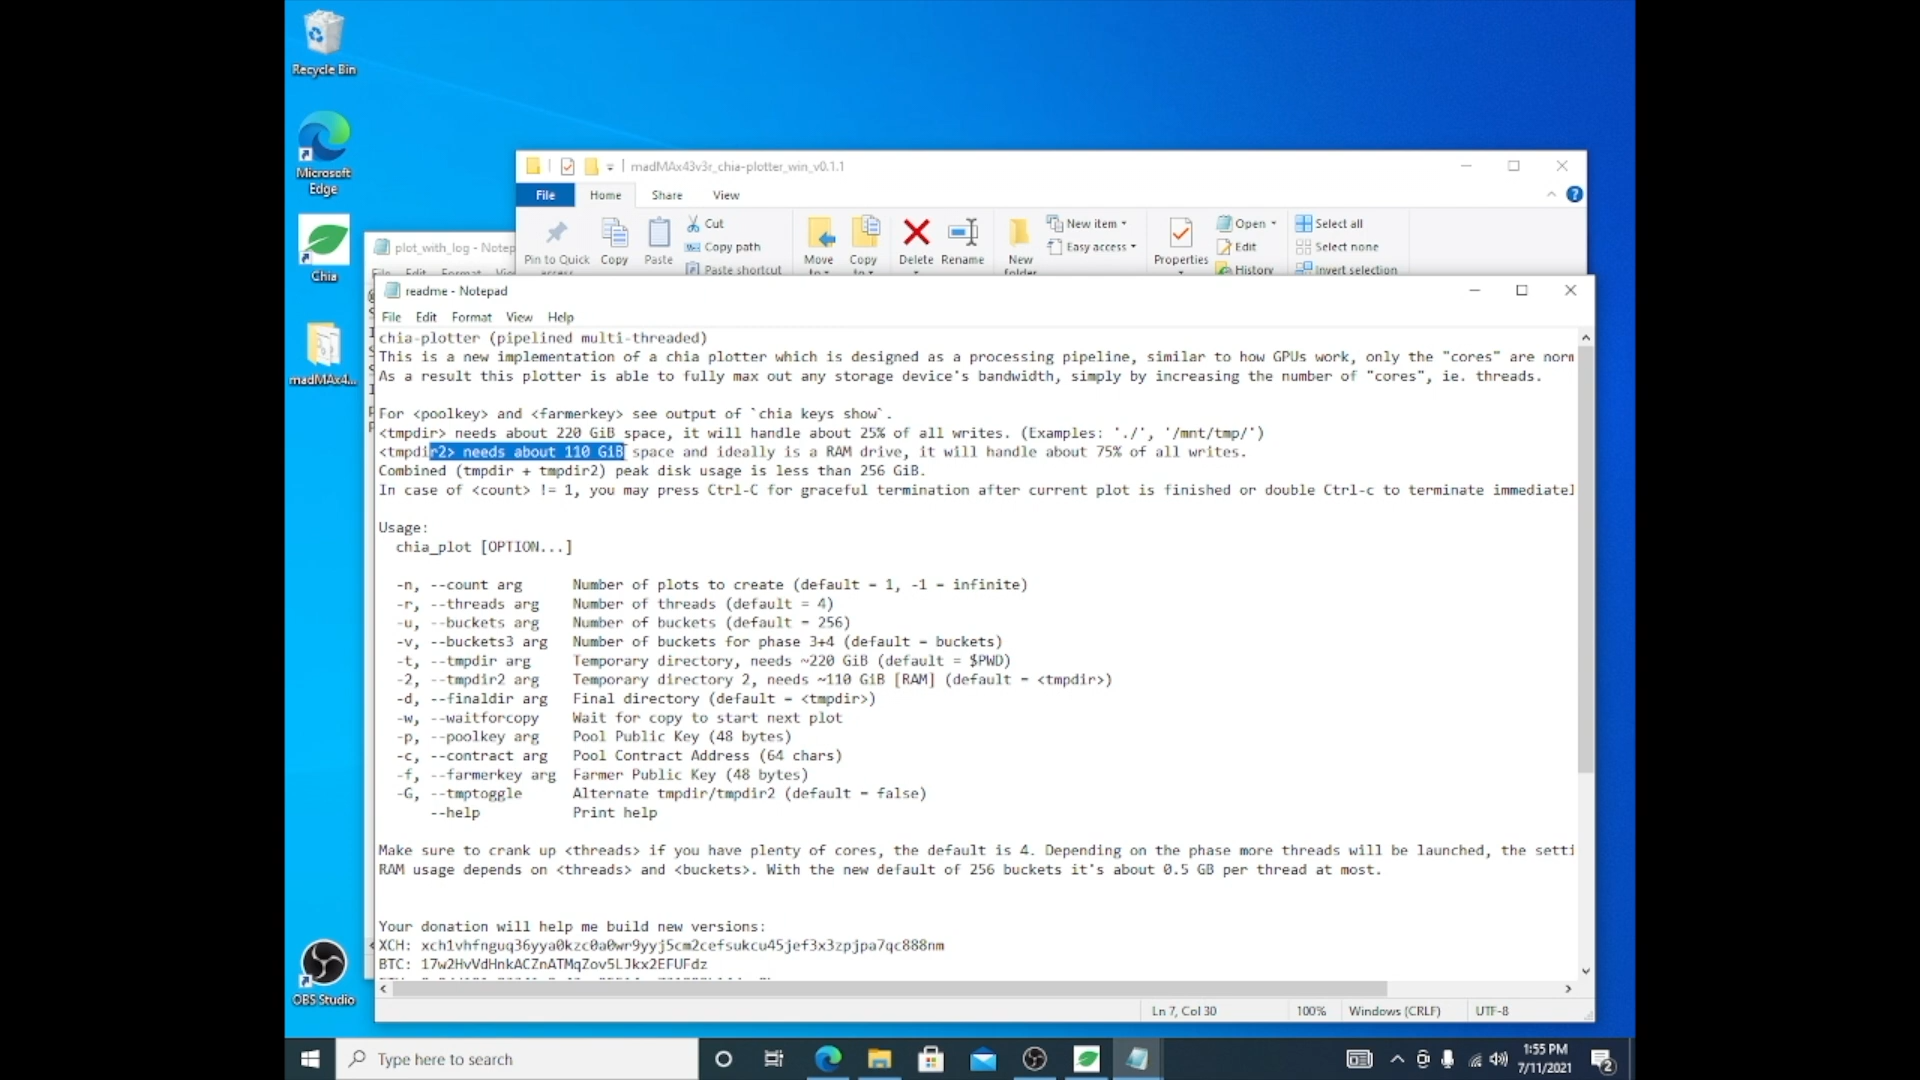 Recycle Bin
Microsoft
Edge
Chia
madMAx4...
OBS Studio
madMAx43v3r_chia-plotter_win_v0.1.1
File Home Share View
Pin to Quick
Copy
Paste
Cut
Copy path
Paste shortcut
Move
Copy
Delete
Rename
New
folder
New item
Easy access
Properties
Open
Edit
History
Select all
Select none
Invert selection
plot_with_log - Notep
readme - Notepad
File Edit Format View Help
chia-plotter (pipelined multi-threaded)
This is a new implementation of a chia plotter which is designed as a processing pipeline, similar to how GPUs work, only the "cores" are norm
As a result this plotter is able to fully max out any storage device's bandwidth, simply by increasing the number of "cores", ie. threads.
For <poolkey> and <farmerkey> see output of `chia keys show`.
<tmpdir> needs about 220 GiB space, it will handle about 25% of all writes. (Examples: './', '/mnt/tmp/')
<tmpdir2> needs about 110 GiB space and ideally is a RAM drive, it will handle about 75% of all writes.
Combined (tmpdir + tmpdir2) peak disk usage is less than 256 GiB.
In case of <count> != 1, you may press Ctrl-C for graceful termination after current plot is finished or double Ctrl-c to terminate immediatel
Usage:
chia_plot [OPTION...]
-n, --count arg Number of plots to create (default = 1, -1 = infinite)
-r, --threads arg Number of threads (default = 4)
-u, --buckets arg Number of buckets (default = 256)
-v, --buckets3 arg Number of buckets for phase 3+4 (default = buckets)
-t, --tmpdir arg Temporary directory, needs ~220 GiB (default = $PWD)
-2, --tmpdir2 arg Temporary directory 2, needs ~110 GiB [RAM] (default = <tmpdir>)
-d, --finaldir arg Final directory (default = <tmpdir>)
-w, --waitforcopy Wait for copy to start next plot
-p, --poolkey arg Pool Public Key (48 bytes)
-c, --contract arg Pool Contract Address (64 chars)
-f, --farmerkey arg Farmer Public Key (48 bytes)
-G, --tmptoggle Alternate tmpdir/tmpdir2 (default = false)
--help Print help
Make sure to crank up <threads> if you have plenty of cores, the default is 4. Depending on the phase more threads will be launched, the setti
RAM usage depends on <threads> and <buckets>. With the new default of 256 buckets it's about 0.5 GB per thread at most.
Your donation will help me build new versions:
XCH: xch1vhfnguq36yya0kzc0a0wr9yyj5cm2cefsukcu45jef3x3zpjpa7qc888nm
BTC: 17w2HvVdHnkACZnATMqZov5LJkx2EFUFdz
Ln 7, Col 30 100% Windows (CRLF) UTF-8
Type here to search
1:55 PM
7/11/2021
2